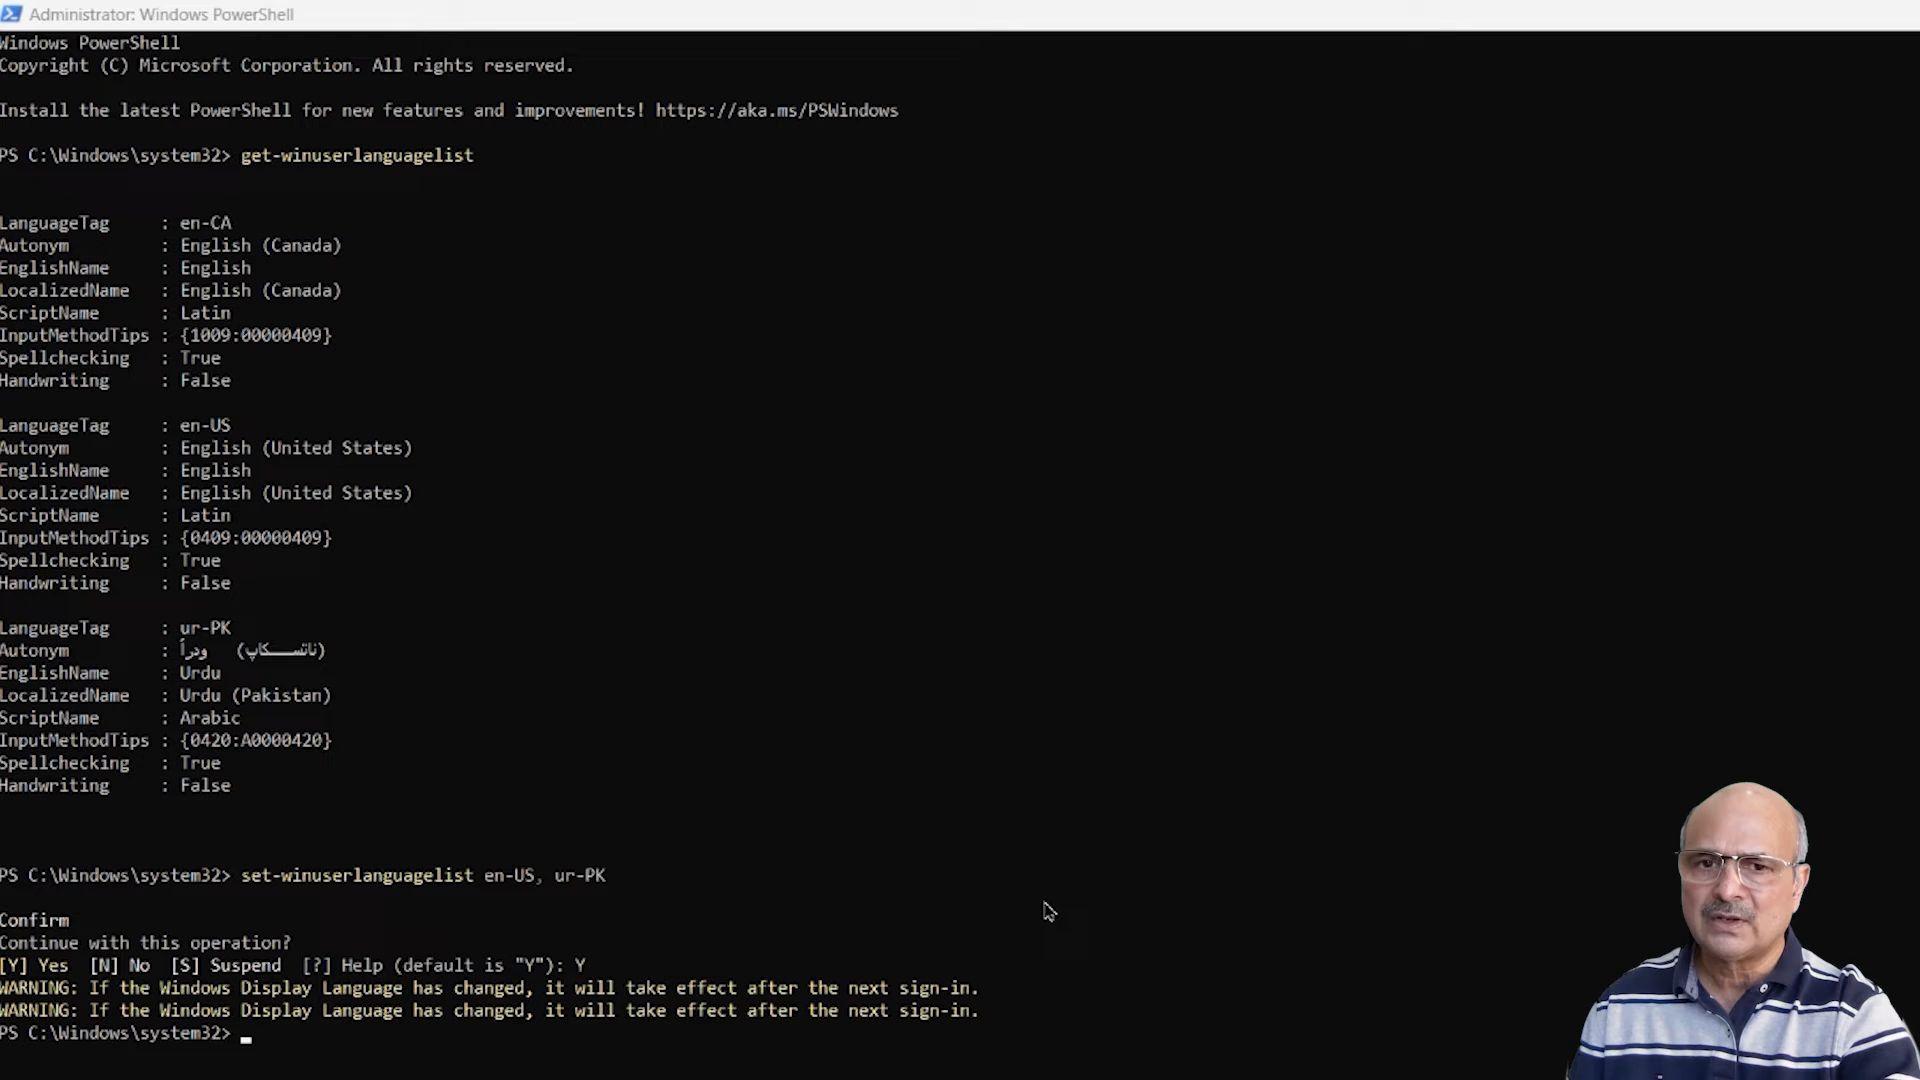 Administrator: Windows PowerShell
Windows PowerShell
Copyright (C) Microsoft Corporation. All rights reserved.
Install the latest PowerShell for new features and improvements! https://aka.ms/PSWindows
PS C:\Windows\system32> get-winuserlanguagelist
LanguageTag : en-CA
Autonym : English (Canada)
EnglishName : English
LocalizedName : English (Canada)
ScriptName : Latin
InputMethodTips : {1009:00000409}
Spellchecking : True
Handwriting : False
LanguageTag : en-US
Autonym : English (United States)
EnglishName : English
LocalizedName : English (United States)
ScriptName : Latin
InputMethodTips : {0409:00000409}
Spellchecking : True
Handwriting : False
LanguageTag : ur-PK
Autonym : ودرأ (ناتسکاپ)
EnglishName : Urdu
LocalizedName : Urdu (Pakistan)
ScriptName : Arabic
InputMethodTips : {0420:A0000420}
Spellchecking : True
Handwriting : False
PS C:\Windows\system32> set-winuserlanguagelist en-US, ur-PK
Confirm
Continue with this operation?
[Y] Yes [N] No [S] Suspend [?] Help (default is "Y"): Y
WARNING: If the Windows Display Language has changed, it will take effect after the next sign-in.
WARNING: If the Windows Display Language has changed, it will take effect after the next sign-in.
PS C:\Windows\system32>